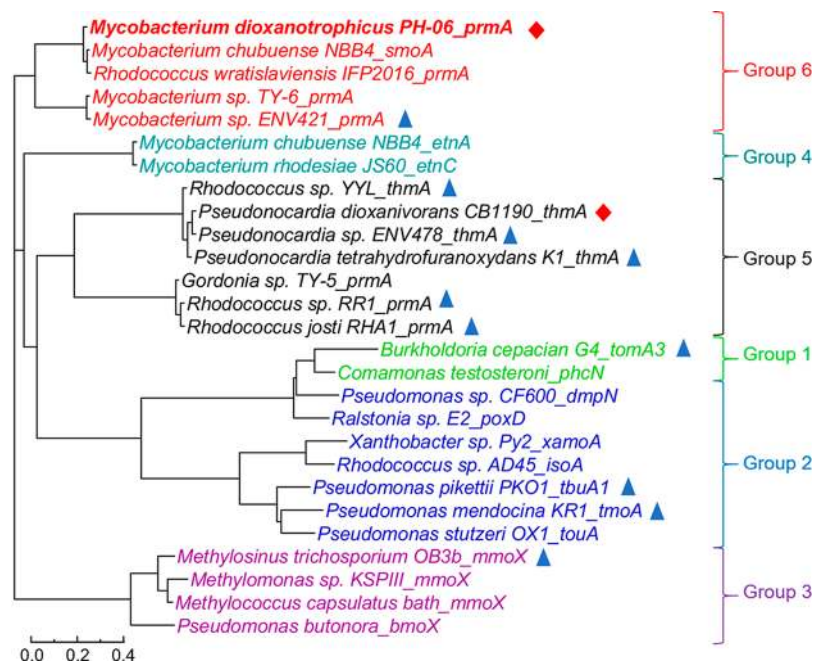 Mycobacterium dioxanotrophicus PH-06_prmA
Mycobacterium chubuense NBB4_smoA
Rhodococcus wratislaviensis IFP2016_prmA
Group 6
Mycobacterium sp. TY-6_prmA
Mycobacterium sp. ENV421_prmA
Mycobacterium chubuense NBB4_etnA
Group 4
Mycobacterium rhodesiae JS60_etnC
Rhodococcus sp. YYL_thmA
Pseudonocardia dioxanivorans CB1190_thmA
Pseudonocardia sp. ENV478_thmA
Pseudonocardia tetrahydrofuranoxydans K1_thmA
Group 5
Gordonia sp. TY-5_prmA
Rhodococcus sp. RR1_prmA
Rhodococcus josti RHA1_prmA
Burkholdoria cepacian G4_tomA3
Group 1
Comamonas testosteroni_phcN
Pseudomonas sp. CF600_dmpN
Ralstonia sp. E2_poxD
Xanthobacter sp. Py2_xamoA
Group 2
Rhodococcus sp. AD45_isoA
Pseudomonas pikettii PKO1_tbuA1
Pseudomonas mendocina KR1_tmoA
Pseudomonas stutzeri OX1_touA
Methylosinus trichosporium OB3b_mmoX
Methylomonas sp. KSPIII_mmoX
Group 3
Methylococcus capsulatus bath_mmoX
Pseudomonas butonora_bmoX
0.0 0.2 0.4